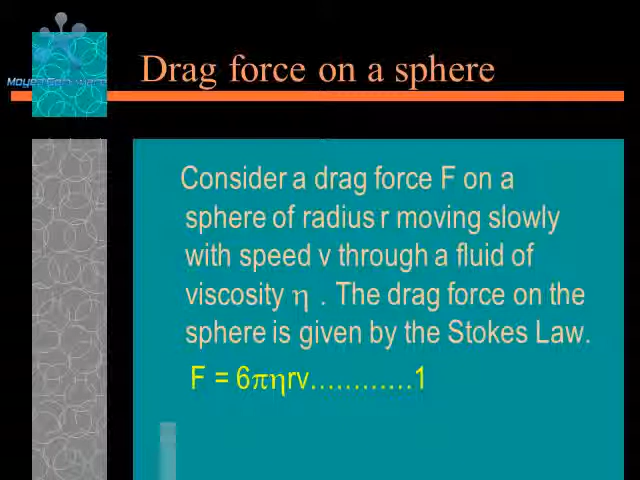 Drag force on a sphere
Consider a drag force F on a
sphere of radius r moving slowly
with speed v through a fluid of
viscosity η . The drag force on the
sphere is given by the Stokes Law.
F = 6πηrv............1